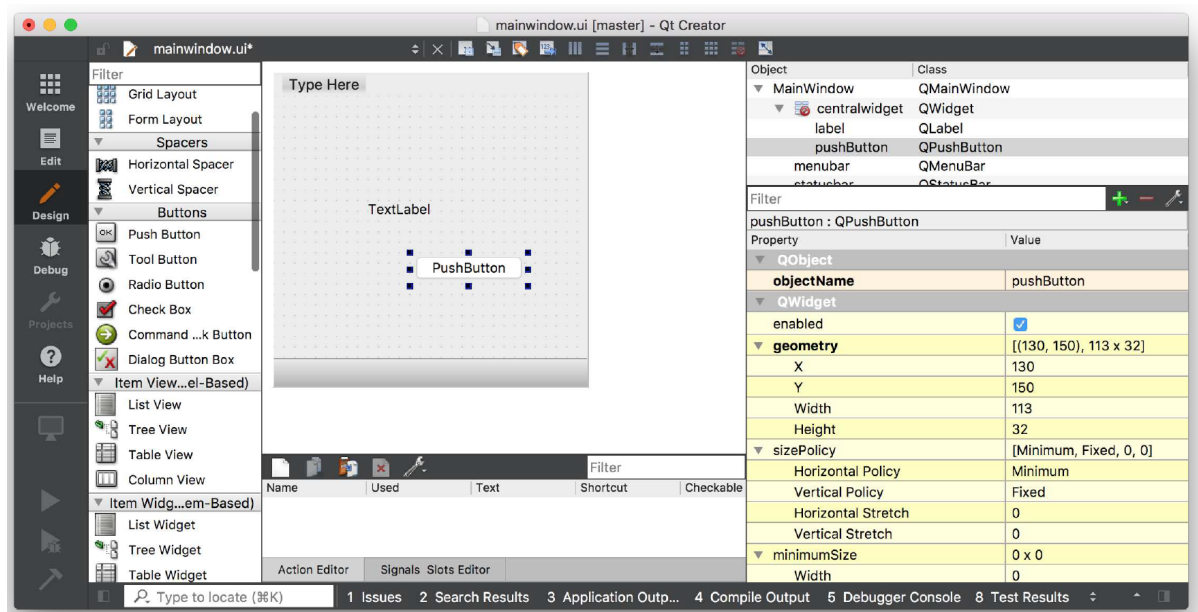 mainwindow.ui [master] - Qt Creator
mainwindow.ui*
Welcome
Edit
Design
Debug
Projects
Help
Filter
Grid Layout
Form Layout
Spacers
Horizontal Spacer
Vertical Spacer
Buttons
OK
Push Button
Tool Button
Radio Button
Check Box
Command ...k Button
Dialog Button Box
Item View...el-Based)
List View
Tree View
Table View
Column View
Item Widg...em-Based)
List Widget
Tree Widget
Table Widget
Type Here
TextLabel
PushButton
Filter
Name Used Text Shortcut Checkable
Action Editor Signals Slots Editor
Object Class
MainWindow QMainWindow
centralwidget QWidget
label QLabel
pushButton QPushButton
menubar QMenuBar
statusbar QStatusBar
Filter
pushButton : QPushButton
Property Value
QObject
objectName pushButton
QWidget
enabled
geometry [(130, 150), 113 x 32]
X 130
Y 150
Width 113
Height 32
sizePolicy [Minimum, Fixed, 0, 0]
Horizontal Policy Minimum
Vertical Policy Fixed
Horizontal Stretch 0
Vertical Stretch 0
minimumSize 0 x 0
Width 0
Type to locate (⌘K) 1 Issues 2 Search Results 3 Application Outp... 4 Compile Output 5 Debugger Console 8 Test Results